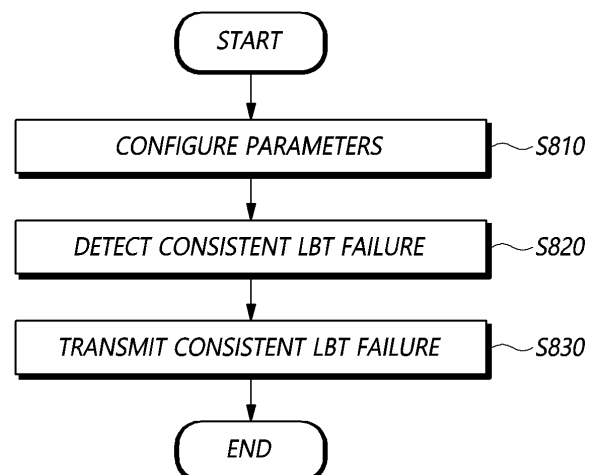 START
CONFIGURE PARAMETERS
S810
DETECT CONSISTENT LBT FAILURE
S820
TRANSMIT CONSISTENT LBT FAILURE
S830
END